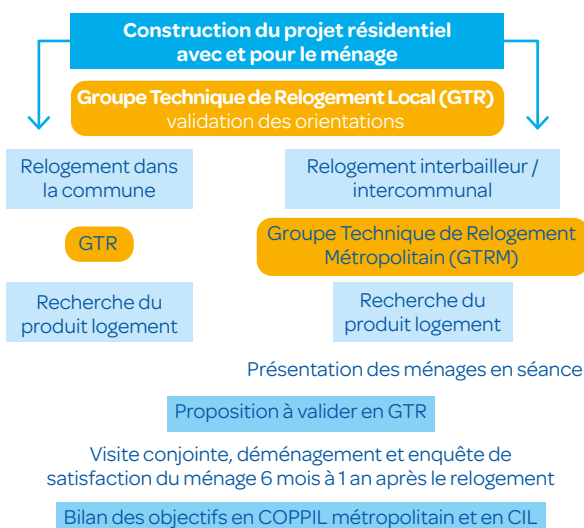 Construction du projet résidentiel
avec et pour le ménage
Groupe Technique de Relogement Local (GTR)
validation des orientations
Relogement dans
la commune
Relogement interbailleur /
intercommunal
GTR
Groupe Technique de Relogement
Métropolitain (GTRM)
Recherche du
produit logement
Recherche du
produit logement
Présentation des ménages en séance
Proposition à valider en GTR
Visite conjointe, déménagement et enquête de
satisfaction du ménage 6 mois à 1 an après le relogement
Bilan des objectifs en COPPIL métropolitain et en CIL